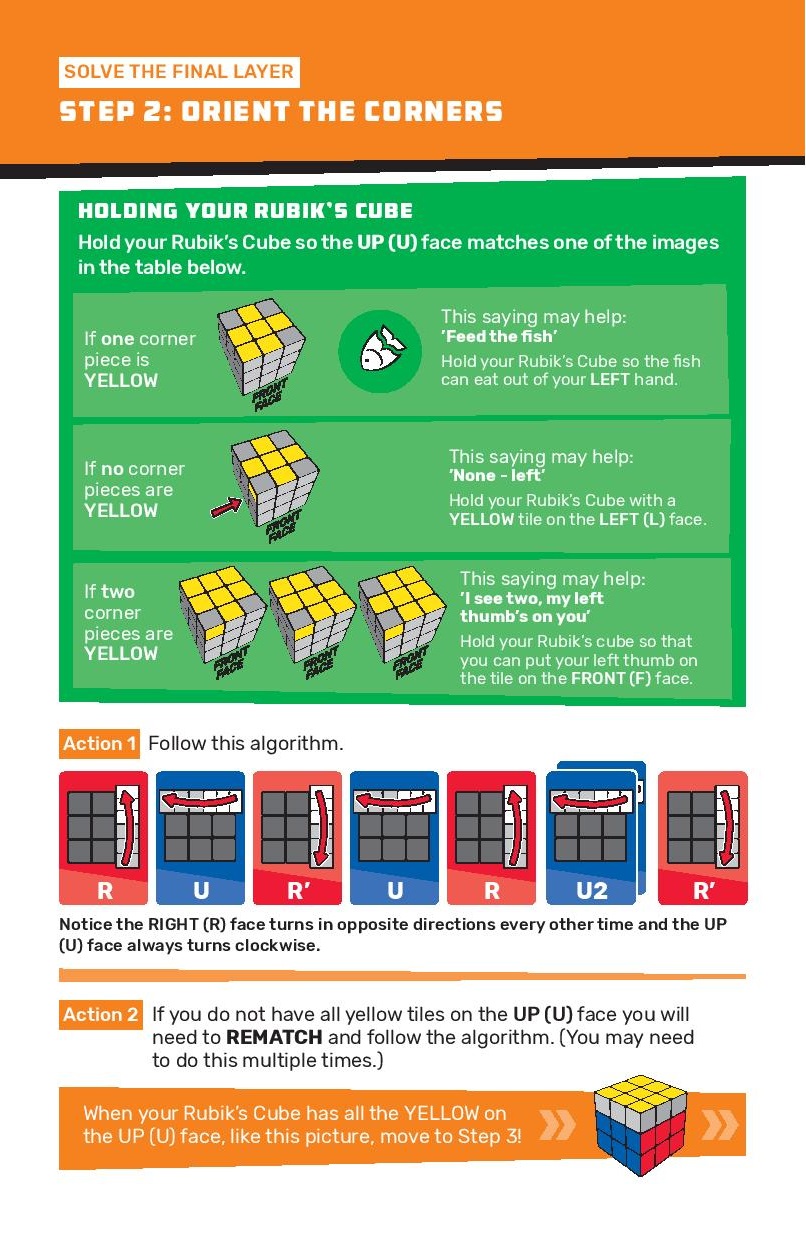 SOLVE THE FINAL LAYER
STEP 2: ORIENT THE CORNERS
HOLDING YOUR RUBIK'S CUBE
Hold your Rubik's Cube so the UP (U) face matches one of the images
in the table below.
If one corner
piece is
YELLOW
FRONT
FACE
This saying may help:
'Feed the fish'
Hold your Rubik's Cube so the fish
can eat out of your LEFT hand.
If no corner
pieces are
YELLOW
FRONT
FACE
This saying may help:
'None - left'
Hold your Rubik's Cube with a
YELLOW tile on the LEFT (L) face.
If two
corner
pieces are
YELLOW
FRONT
FACE
FRONT
FACE
FRONT
FACE
This saying may help:
'I see two, my left
thumb's on you'
Hold your Rubik's cube so that
you can put your left thumb on
the tile on the FRONT (F) face.
Action 1 Follow this algorithm.
R U R' U R U2 R'
Notice the RIGHT (R) face turns in opposite directions every other time and the UP
(U) face always turns clockwise.
Action 2 If you do not have all yellow tiles on the UP (U) face you will
need to REMATCH and follow the algorithm. (You may need
to do this multiple times.)
When your Rubik's Cube has all the YELLOW on
the UP (U) face, like this picture, move to Step 3!